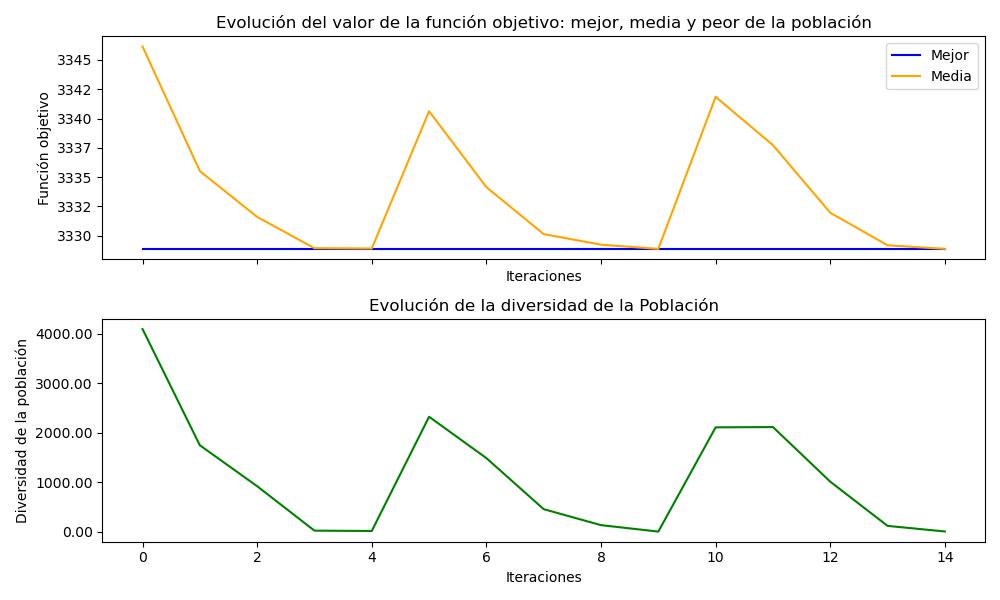 Evolución del valor de la función objetivo: mejor, media y peor de la población
Función objetivo
3345
3342
3340
3337
3335
3332
3330
Mejor
Media
Iteraciones
Evolución de la diversidad de la Población
Diversidad de la población
4000.00
3000.00
2000.00
1000.00
0.00
0 2 4 6 8 10 12 14
Iteraciones